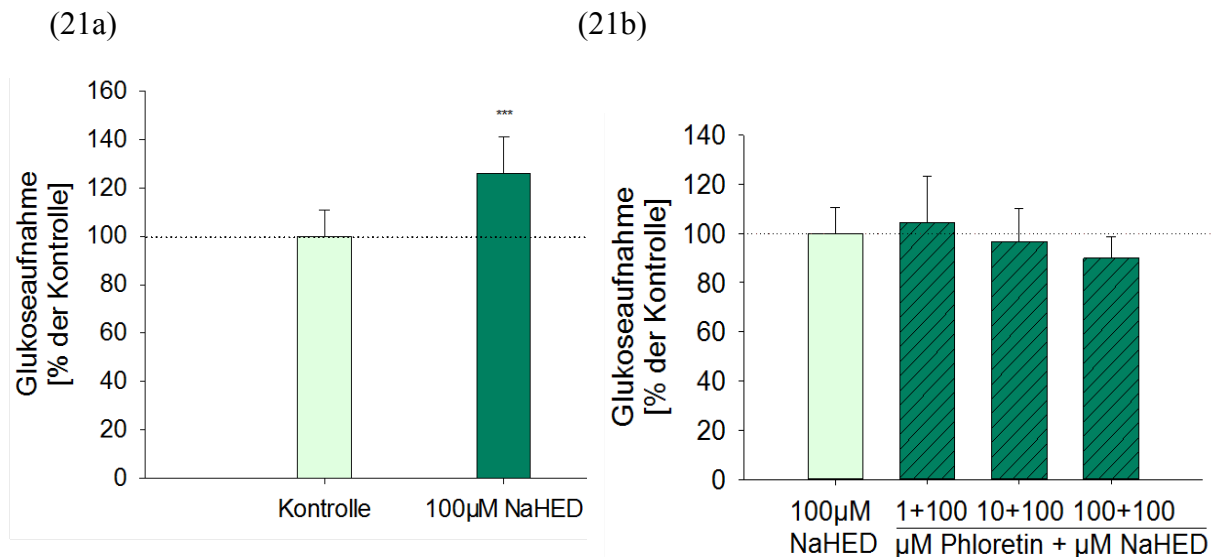 (21a)
(21b)
Glukoseaufnahme
[% der Kontrolle]
160
140
120
100
80
60
40
20
0
***
Kontrolle
100µM NaHED
Glukoseaufnahme
[% der Kontrolle]
140
120
100
80
60
40
20
0
100µM
NaHED
1+100 10+100 100+100
µM Phloretin + µM NaHED